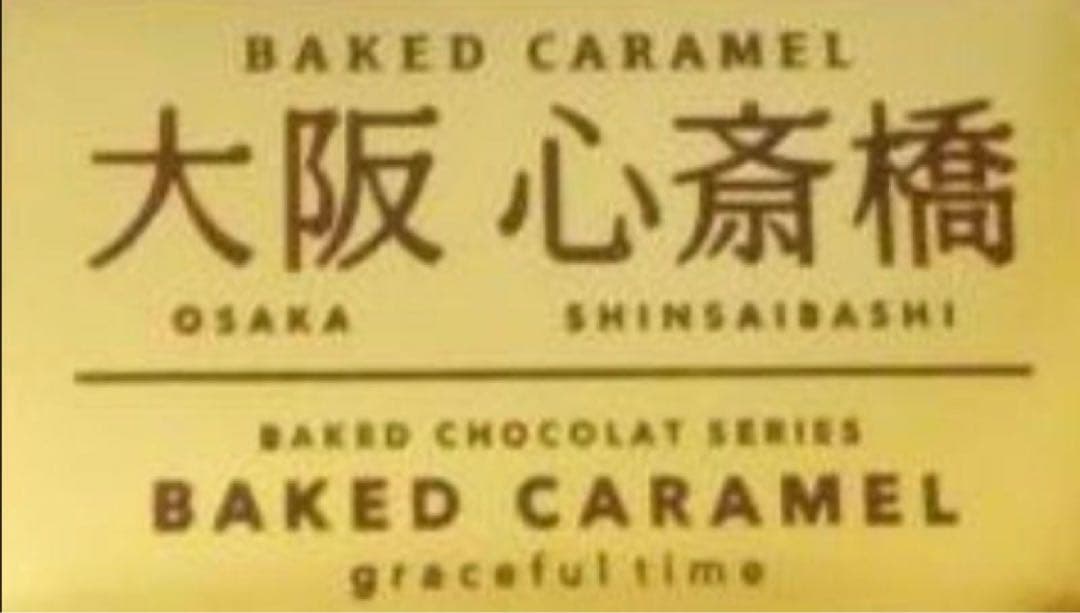 BAKED CARAMEL
大阪 心斎橋
OSAKA SHINSAIBASHI
BAKED CHOCOLAT SERIES
BAKED CARAMEL
graceful time